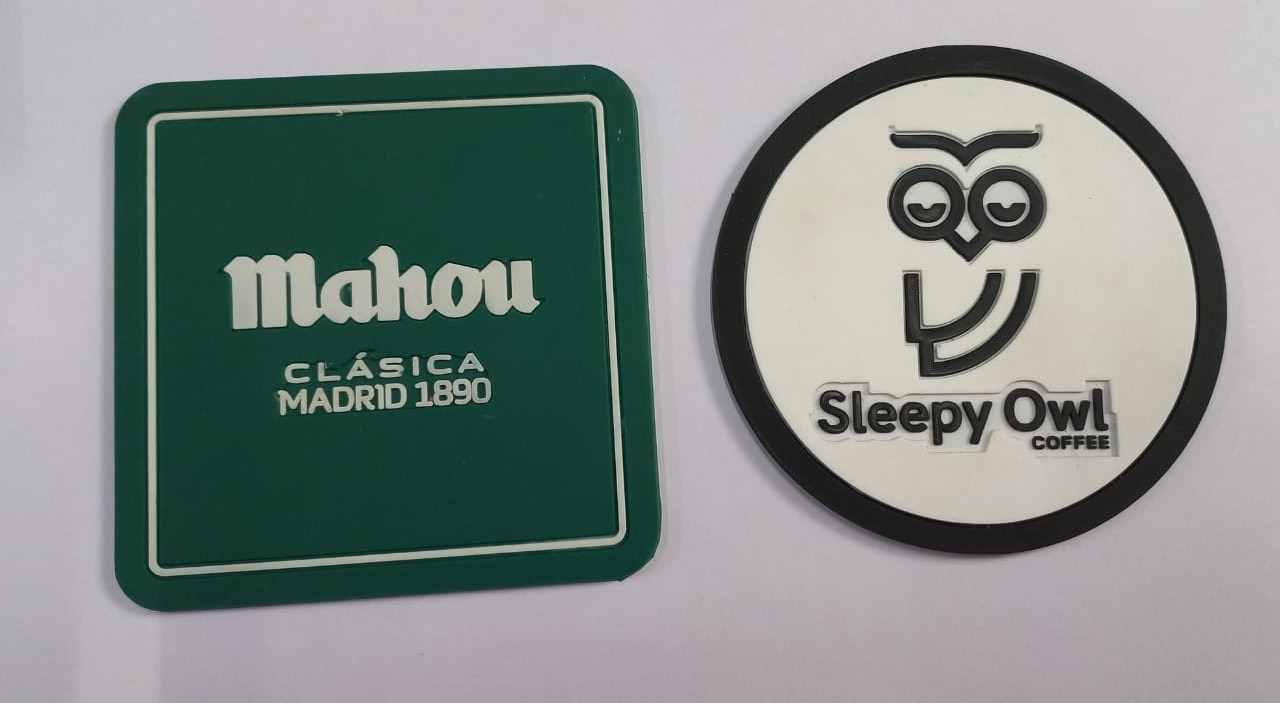 Mahou
CLÁSICA
MADRID 1890
Sleepy Owl
COFFEE